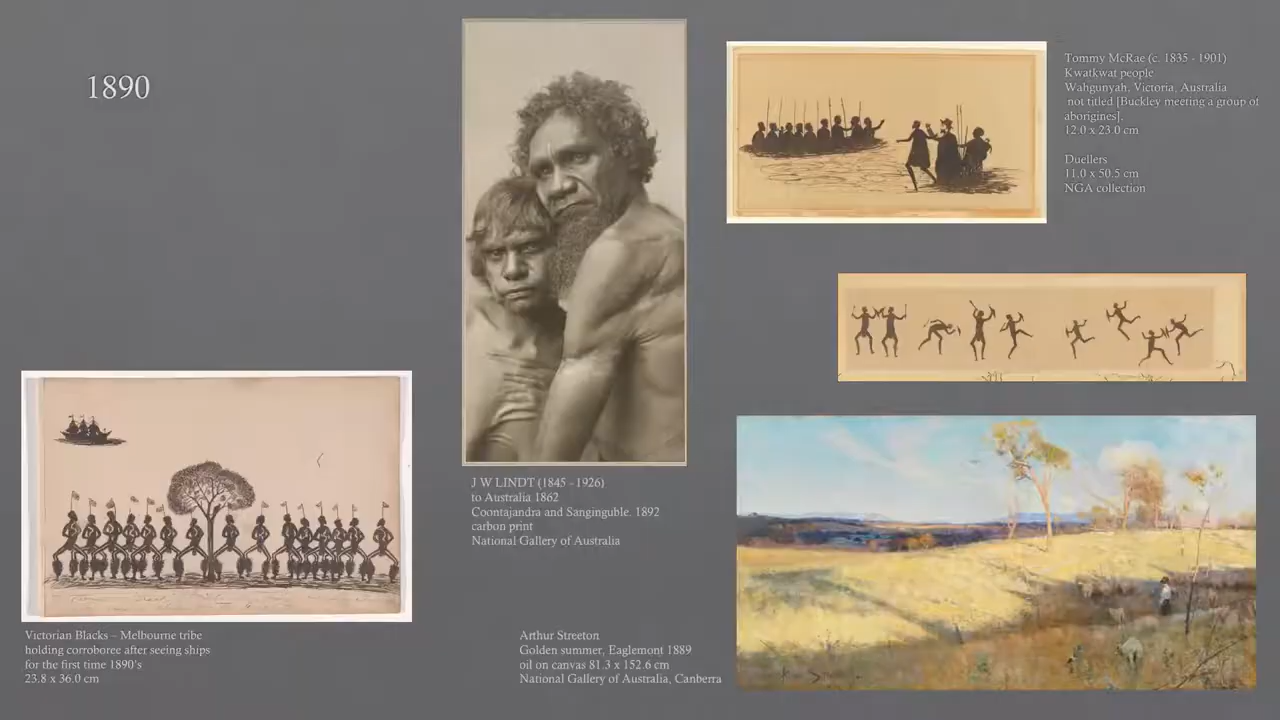 1890
Tommy McRae (c. 1835 - 1901)
Kwatkwat people
Wahgunyah, Victoria, Australia
not titled [Buckley meeting a group of
aborigines].
12.0 x 23.0 cm
Duellers
11.0 x 50.5 cm
NGA collection
J W LINDT (1845 - 1926)
to Australia 1862
Coontajandra and Sanginguble. 1892
carbon print
National Gallery of Australia
Victorian Blacks – Melbourne tribe
holding corroboree after seeing ships
for the first time 1890's
23.8 x 36.0 cm
Arthur Streeton
Golden summer, Eaglemont 1889
oil on canvas 81.3 x 152.6 cm
National Gallery of Australia, Canberra